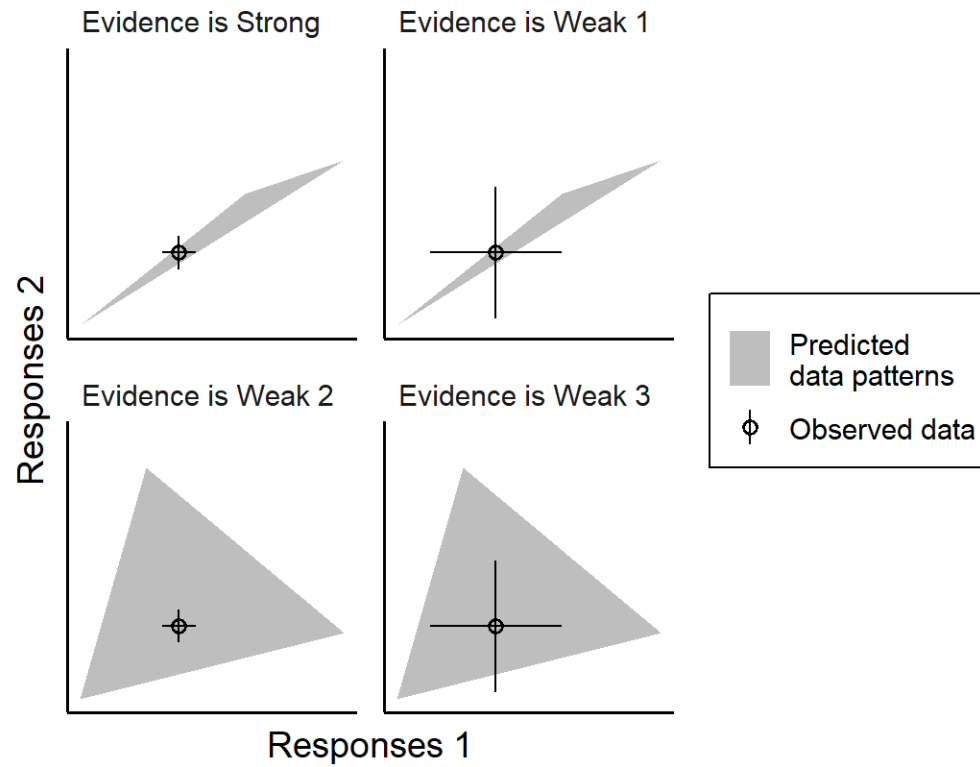 Evidence is Strong
Evidence is Weak 1
Evidence is Weak 2
Evidence is Weak 3
Responses 2
Responses 1
Predicted
data patterns
Observed data